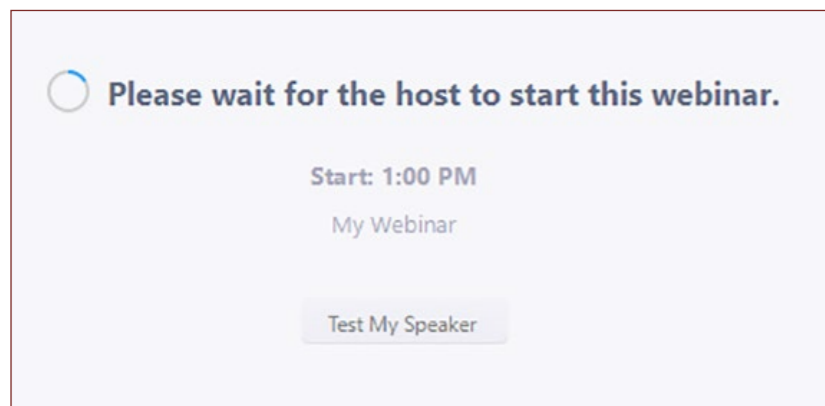 Please wait for the host to start this webinar.
Start: 1:00 PM
My Webinar
Test My Speaker